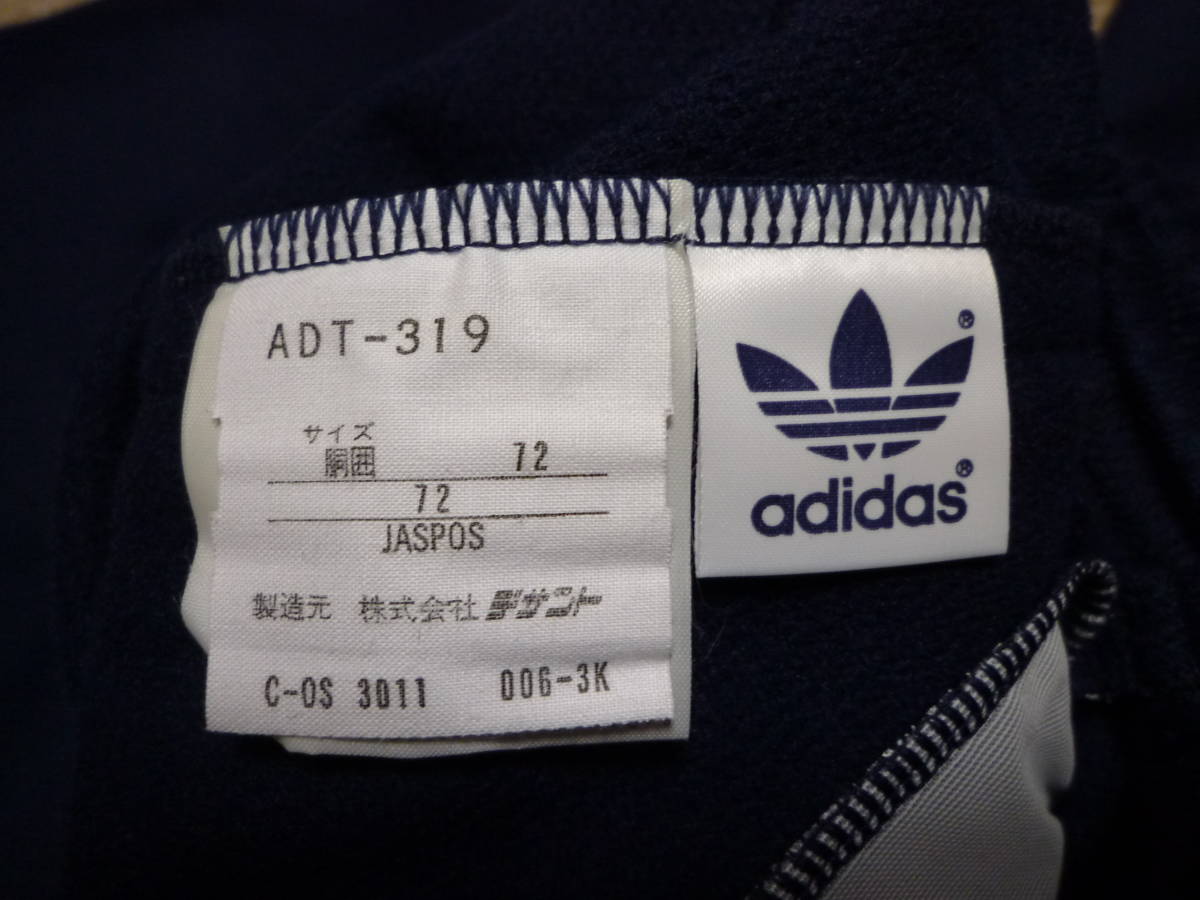 ADT-319
サイズ
胴囲 72
72
JASPOS
製造元 株式会社デサント
C-OS 3011 006-3K
®
adidas®